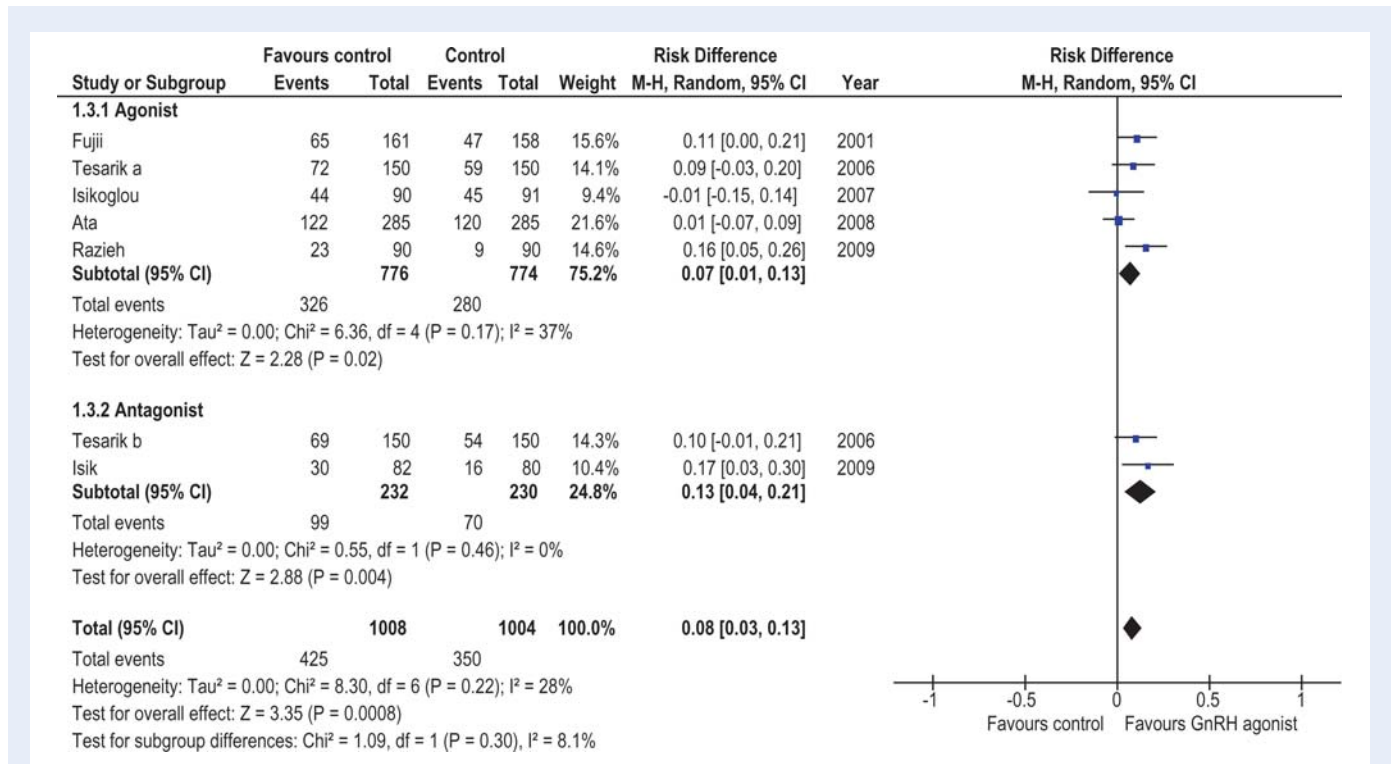 Favours control Control Risk Difference Risk Difference
Study or Subgroup Events Total Events Total Weight M-H, Random, 95% CI Year M-H, Random, 95% CI
1.3.1 Agonist
Fujii 65 161 47 158 15.6% 0.11 [0.00, 0.21] 2001
Tesarik a 72 150 59 150 14.1% 0.09 [-0.03, 0.20] 2006
Isikoglou 44 90 45 91 9.4% -0.01 [-0.15, 0.14] 2007
Ata 122 285 120 285 21.6% 0.01 [-0.07, 0.09] 2008
Razieh 23 90 9 90 14.6% 0.16 [0.05, 0.26] 2009
Subtotal (95% CI) 776 774 75.2% 0.07 [0.01, 0.13]
Total events 326 280
Heterogeneity: Tau² = 0.00; Chi² = 6.36, df = 4 (P = 0.17); I² = 37%
Test for overall effect: Z = 2.28 (P = 0.02)
1.3.2 Antagonist
Tesarik b 69 150 54 150 14.3% 0.10 [-0.01, 0.21] 2006
Isik 30 82 16 80 10.4% 0.17 [0.03, 0.30] 2009
Subtotal (95% CI) 232 230 24.8% 0.13 [0.04, 0.21]
Total events 99 70
Heterogeneity: Tau² = 0.00; Chi² = 0.55, df = 1 (P = 0.46); I² = 0%
Test for overall effect: Z = 2.88 (P = 0.004)
Total (95% CI) 1008 1004 100.0% 0.08 [0.03, 0.13]
Total events 425 350
Heterogeneity: Tau² = 0.00; Chi² = 8.30, df = 6 (P = 0.22); I² = 28%
Test for overall effect: Z = 3.35 (P = 0.0008)
Test for subgroup differences: Chi² = 1.09, df = 1 (P = 0.30), I² = 8.1%
-1 -0.5 0 0.5 1
Favours control Favours GnRH agonist